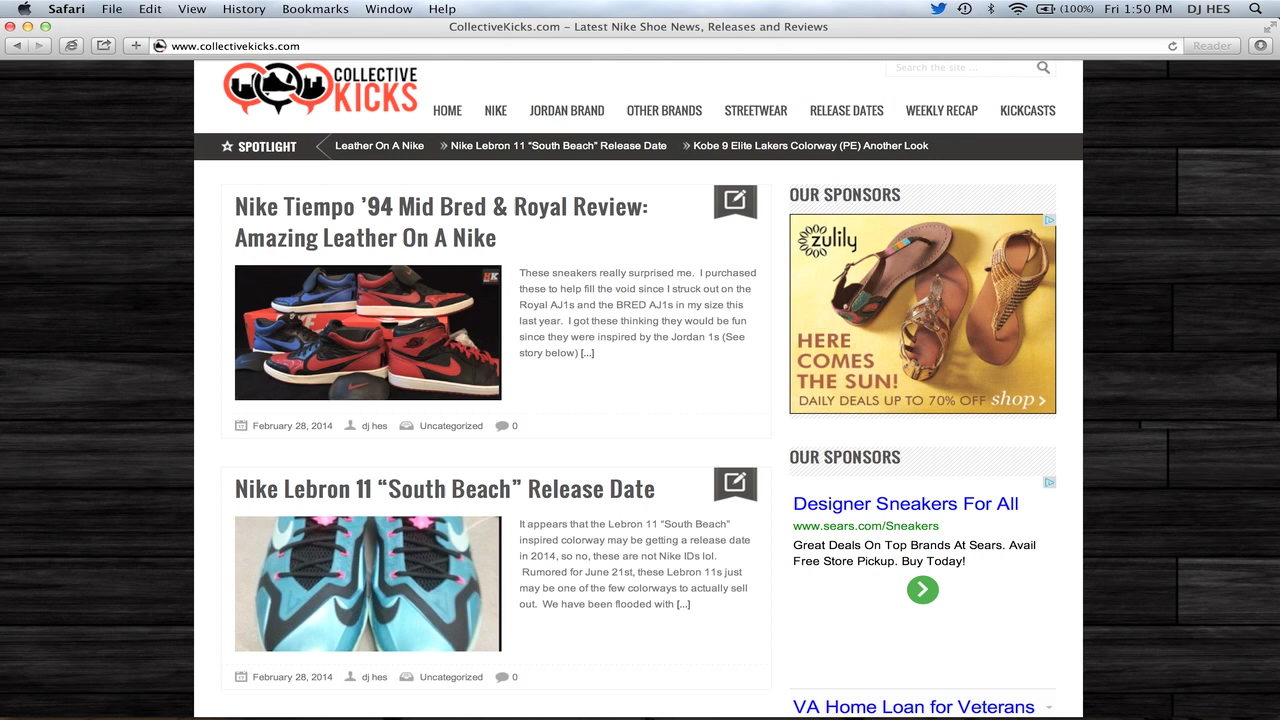 Safari File Edit View History Bookmarks Window Help (100%) Fri 1:50 PM DJ HES
CollectiveKicks.com – Latest Nike Shoe News, Releases and Reviews
www.collectivekicks.com Reader
COLLECTIVE
KICKS
Search the site ...
HOME NIKE JORDAN BRAND OTHER BRANDS STREETWEAR RELEASE DATES WEEKLY RECAP KICKCASTS
SPOTLIGHT Leather On A Nike » Nike Lebron 11 “South Beach” Release Date » Kobe 9 Elite Lakers Colorway (PE) Another Look
Nike Tiempo ’94 Mid Bred & Royal Review:
Amazing Leather On A Nike
These sneakers really surprised me. I purchased
these to help fill the void since I struck out on the
Royal AJ1s and the BRED AJ1s in my size this
last year. I got these thinking they would be fun
since they were inspired by the Jordan 1s (See
story below) [...]
February 28, 2014 dj hes Uncategorized 0
Nike Lebron 11 “South Beach” Release Date
It appears that the Lebron 11 “South Beach”
inspired colorway may be getting a release date
in 2014, so no, these are not Nike IDs lol.
Rumored for June 21st, these Lebron 11s just
may be one of the few colorways to actually sell
out. We have been flooded with [...]
February 28, 2014 dj hes Uncategorized 0
OUR SPONSORS
zulily
HERE
COMES
THE SUN!
DAILY DEALS UP TO 70% OFF shop >
OUR SPONSORS
Designer Sneakers For All
www.sears.com/Sneakers
Great Deals On Top Brands At Sears. Avail
Free Store Pickup. Buy Today!
VA Home Loan for Veterans